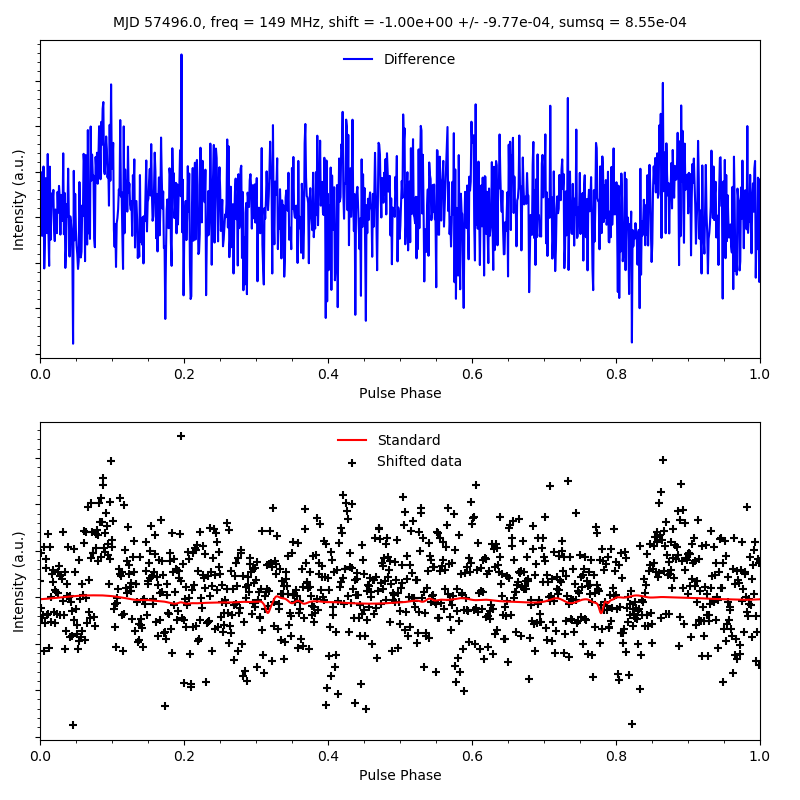 MJD 57496.0, freq = 149 MHz, shift = -1.00e+00 +/- -9.77e-04, sumsq = 8.55e-04
Difference
Intensity (a.u.)
0.0 0.2 0.4 0.6 0.8 1.0
Pulse Phase
Standard
Shifted data
Intensity (a.u.)
0.0 0.2 0.4 0.6 0.8 1.0
Pulse Phase